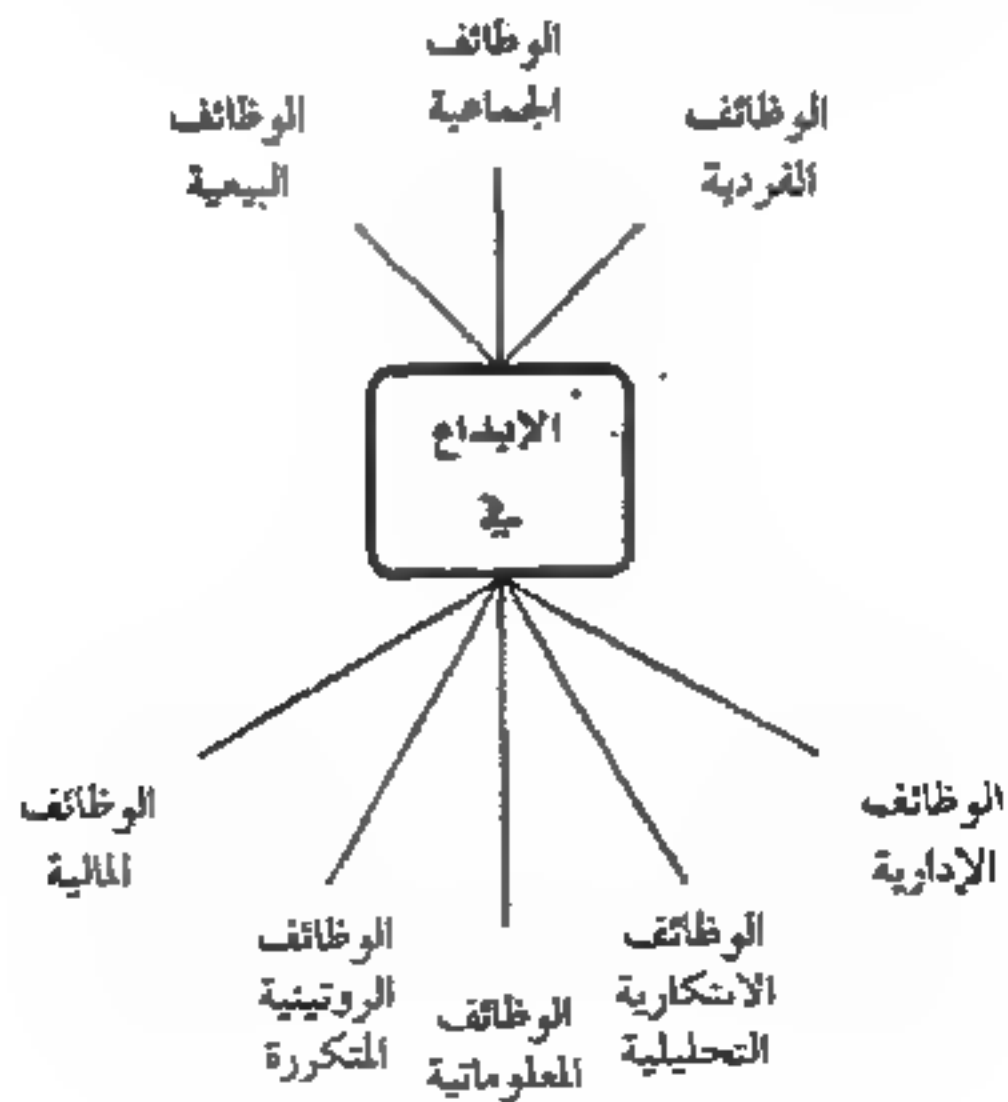 الوظائف
الجماعية
الوظائف
الفردية
الوظائف
البيعية
الإبداع
في
الوظائف
الإدارية
الوظائف
الابتكارية
التحليلية
الوظائف
المعلوماتية
الوظائف
الروتينية
المتكررة
الوظائف
المالية